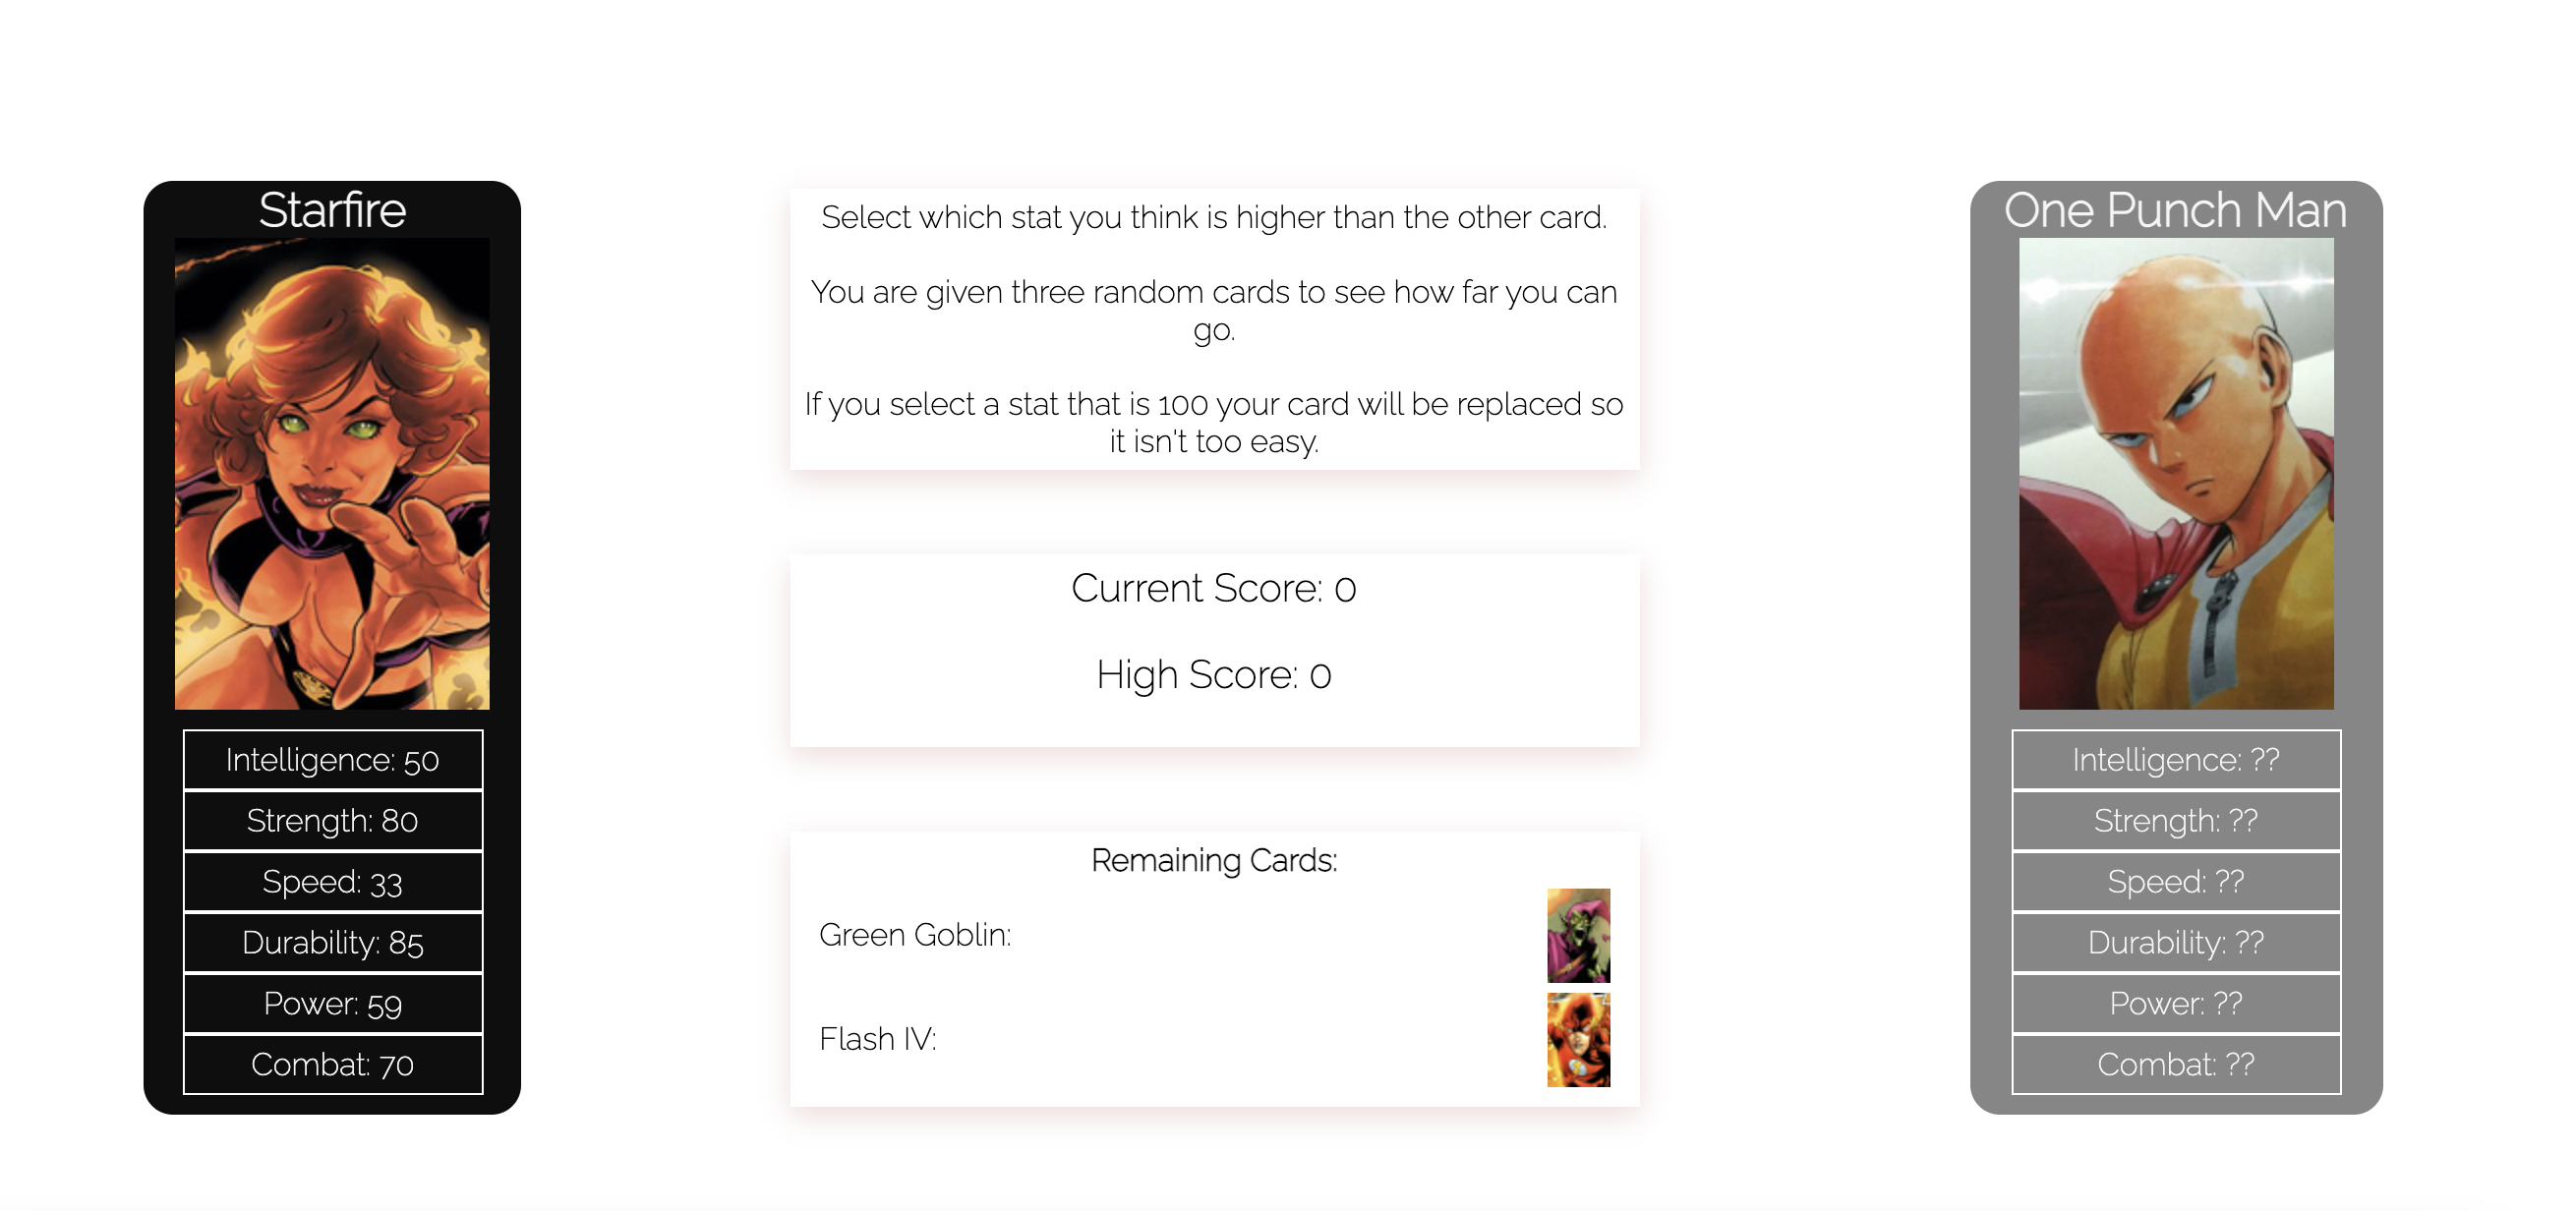 Starfire
Intelligence: 50
Strength: 80
Speed: 33
Durability: 85
Power: 59
Combat: 70
Select which stat you think is higher than the other card.
You are given three random cards to see how far you can
go.
If you select a stat that is 100 your card will be replaced so
it isn't too easy.
Current Score: 0
High Score: 0
Remaining Cards:
Green Goblin:
Flash IV:
One Punch Man
Intelligence: ??
Strength: ??
Speed: ??
Durability: ??
Power: ??
Combat: ??